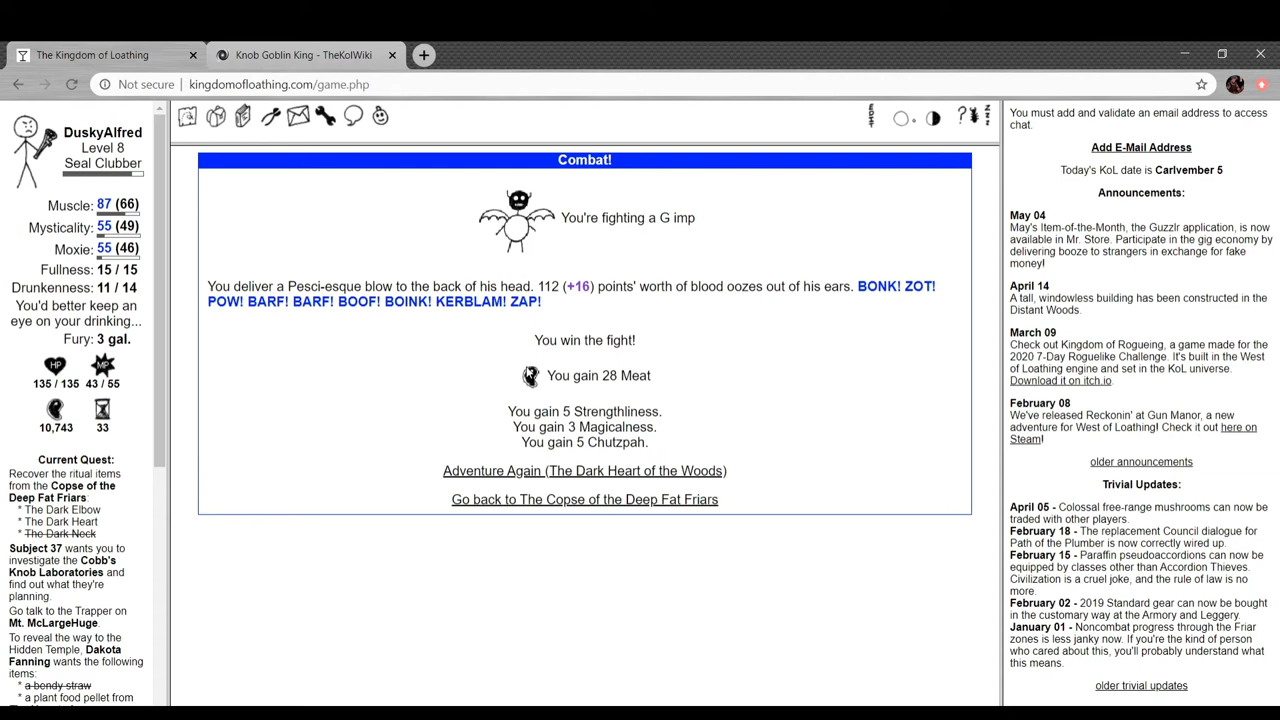 The Kingdom of Loathing
Knob Goblin King - TheKolWiki
Not secure | kingdomofloathing.com/game.php
DuskyAlfred
Level 8
Seal Clubber
Muscle: 87 (66)
Mysticality: 55 (49)
Moxie: 55 (46)
Fullness: 15 / 15
Drunkenness: 11 / 14
You'd better keep an
eye on your drinking...
Fury: 3 gal.
HP
MP
135 / 135 43 / 55
10,743 33
Current Quest:
Recover the ritual items
from the Copse of the
Deep Fat Friars:
* The Dark Elbow
* The Dark Heart
* The Dark Neck
Subject 37 wants you to
investigate the Cobb's
Knob Laboratories and
find out what they're
planning.
Go talk to the Trapper on
Mt. McLargeHuge.
To reveal the way to the
Hidden Temple, Dakota
Fanning wants the following
items:
* a bendy straw
* a plant food pellet from
Combat!
You're fighting a G imp
You deliver a Pesci-esque blow to the back of his head. 112 (+16) points' worth of blood oozes out of his ears. BONK! ZOT!
POW! BARF! BARF! BOOF! BOINK! KERBLAM! ZAP!
You win the fight!
You gain 28 Meat
You gain 5 Strengthliness.
You gain 3 Magicalness.
You gain 5 Chutzpah.
Adventure Again (The Dark Heart of the Woods)
Go back to The Copse of the Deep Fat Friars
You must add and validate an email address to access
chat.
Add E-Mail Address
Today's KoL date is Carlvember 5
Announcements:
May 04
May's Item-of-the-Month, the Guzzlr application, is now
available in Mr. Store. Participate in the gig economy by
delivering booze to strangers in exchange for fake
money!
April 14
A tall, windowless building has been constructed in the
Distant Woods.
March 09
Check out Kingdom of Rogueing, a game made for the
2020 7-Day Roguelike Challenge. It's built in the West
of Loathing engine and set in the KoL universe.
Download it on itch.io.
February 08
We've released Reckonin' at Gun Manor, a new
adventure for West of Loathing! Check it out here on
Steam!
older announcements
Trivial Updates:
April 05 - Colossal free-range mushrooms can now be
traded with other players.
February 18 - The replacement Council dialogue for
Path of the Plumber is now correctly wired up.
February 15 - Paraffin pseudoaccordions can now be
equipped by classes other than Accordion Thieves.
Civilization is a cruel joke, and the rule of law is no
more.
February 02 - 2019 Standard gear can now be bought
in the customary way at the Armory and Leggery.
January 01 - Noncombat progress through the Friar
zones is less janky now. If you're the kind of person
who cared about this, you'll probably understand what
this means.
older trivial updates